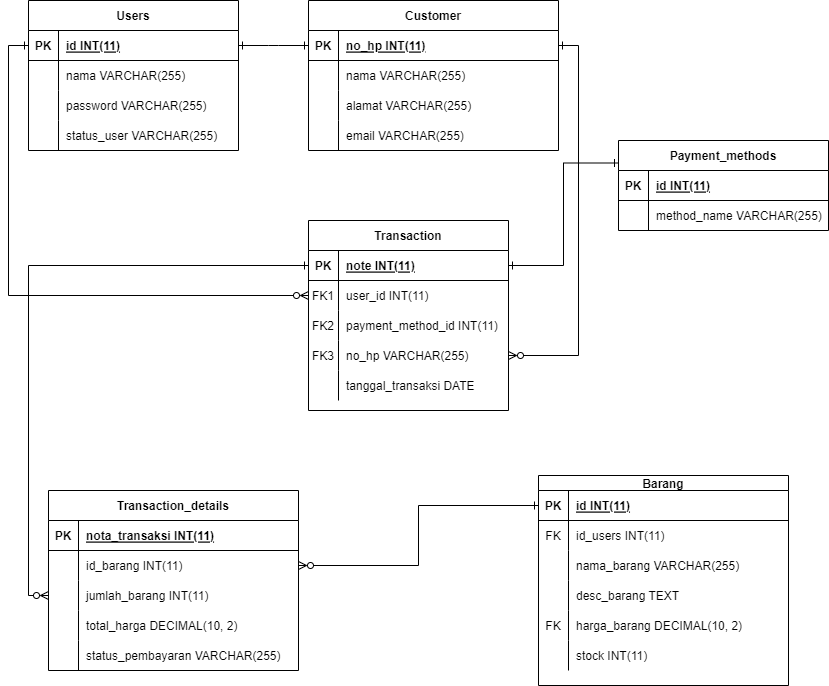 Users
PK id INT(11)
nama VARCHAR(255)
password VARCHAR(255)
status_user VARCHAR(255)
Customer
PK no_hp INT(11)
nama VARCHAR(255)
alamat VARCHAR(255)
email VARCHAR(255)
Payment_methods
PK id INT(11)
method_name VARCHAR(255)
Transaction
PK note INT(11)
FK1 user_id INT(11)
FK2 payment_method_id INT(11)
FK3 no_hp VARCHAR(255)
tanggal_transaksi DATE
Transaction_details
PK nota_transaksi INT(11)
id_barang INT(11)
jumlah_barang INT(11)
total_harga DECIMAL(10, 2)
status_pembayaran VARCHAR(255)
Barang
PK id INT(11)
FK id_users INT(11)
nama_barang VARCHAR(255)
desc_barang TEXT
FK harga_barang DECIMAL(10, 2)
stock INT(11)